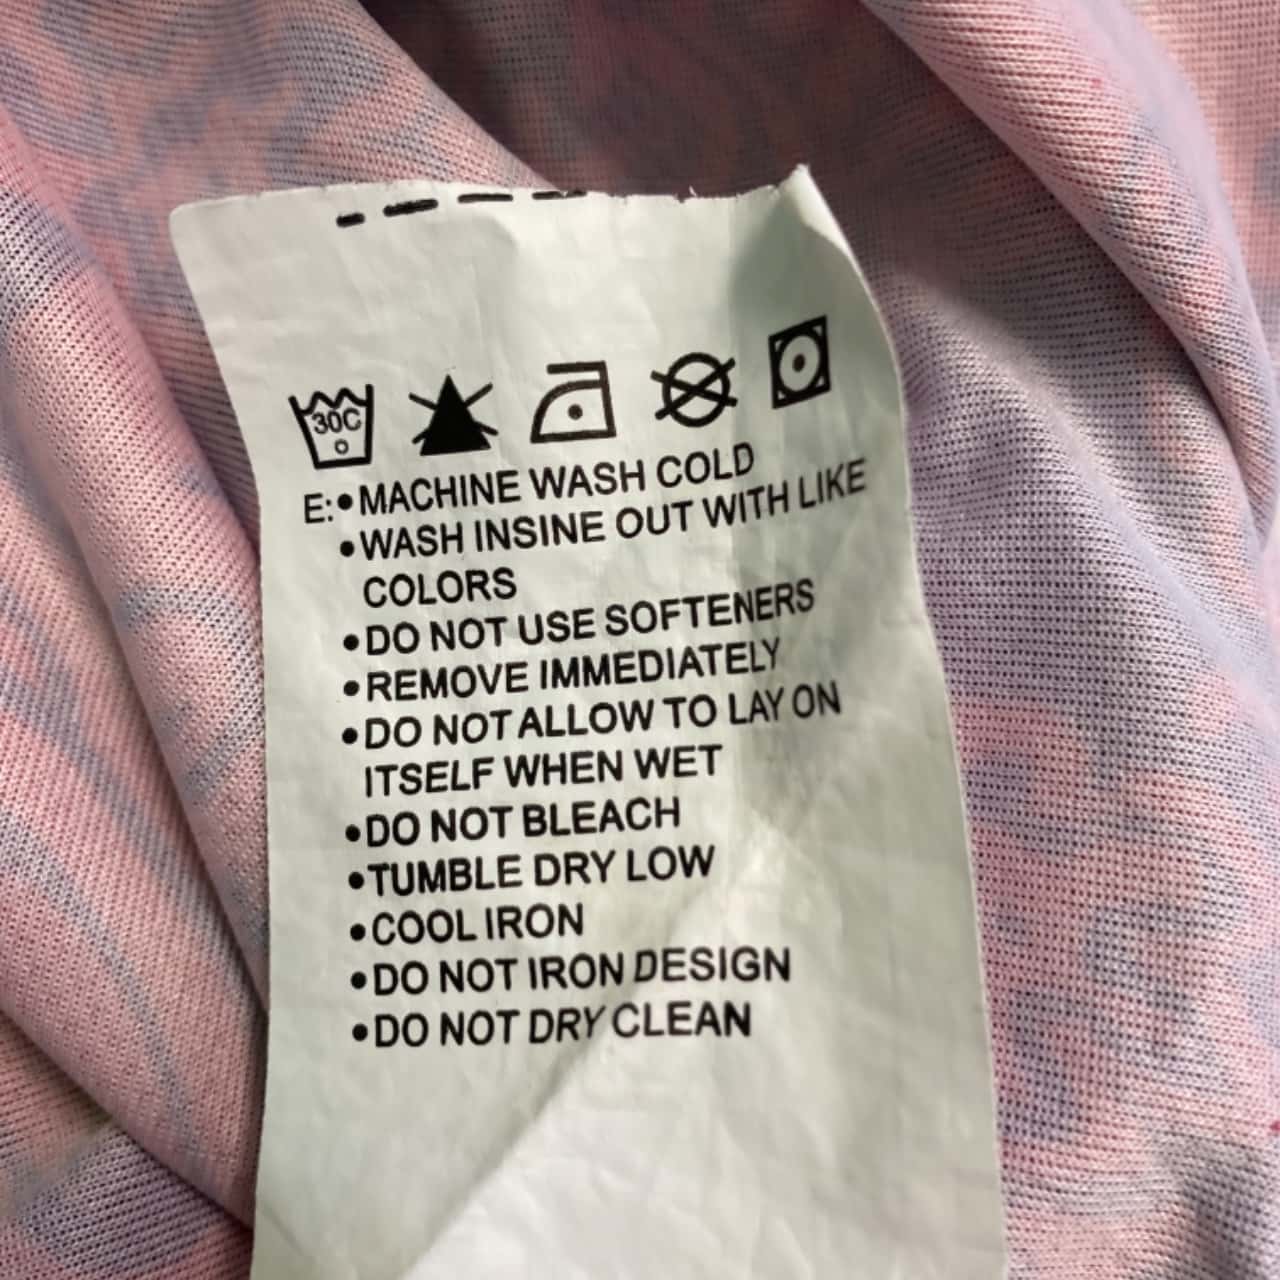 30C
E:•MACHINE WASH COLD
•WASH INSINE OUT WITH LIKE
COLORS
•DO NOT USE SOFTENERS
•REMOVE IMMEDIATELY
•DO NOT ALLOW TO LAY ON
ITSELF WHEN WET
•DO NOT BLEACH
•TUMBLE DRY LOW
•COOL IRON
•DO NOT IRON DESIGN
•DO NOT DRY CLEAN